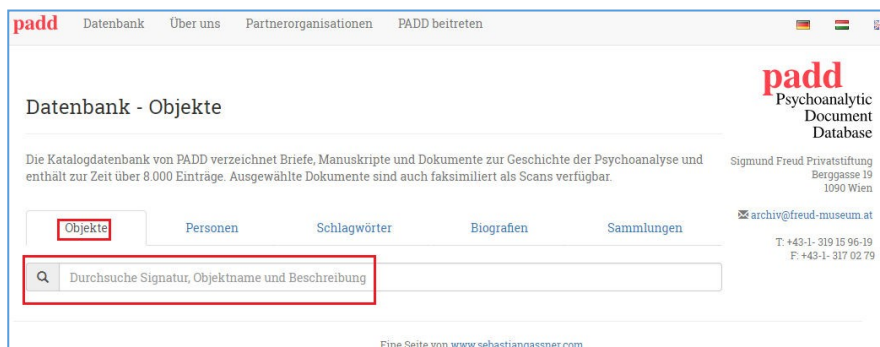 padd Datenbank Über uns Partnerorganisationen PADD beitreten
padd
Psychoanalytic
Document
Database
Datenbank - Objekte
Die Katalogdatenbank von PADD verzeichnet Briefe, Manuskripte und Dokumente zur Geschichte der Psychoanalyse und
enthält zur Zeit über 8.000 Einträge. Ausgewählte Dokumente sind auch faksimiliert als Scans verfügbar.
Sigmund Freud Privatstiftung
Berggasse 19
1090 Wien
archiv@freud-museum.at
T: +43-1- 319 15 96-19
F: +43-1- 317 02 79
Objekte Personen Schlagwörter Biografien Sammlungen
Durchsuche Signatur, Objektname und Beschreibung
Eine Seite von www.sebastiangassner.com